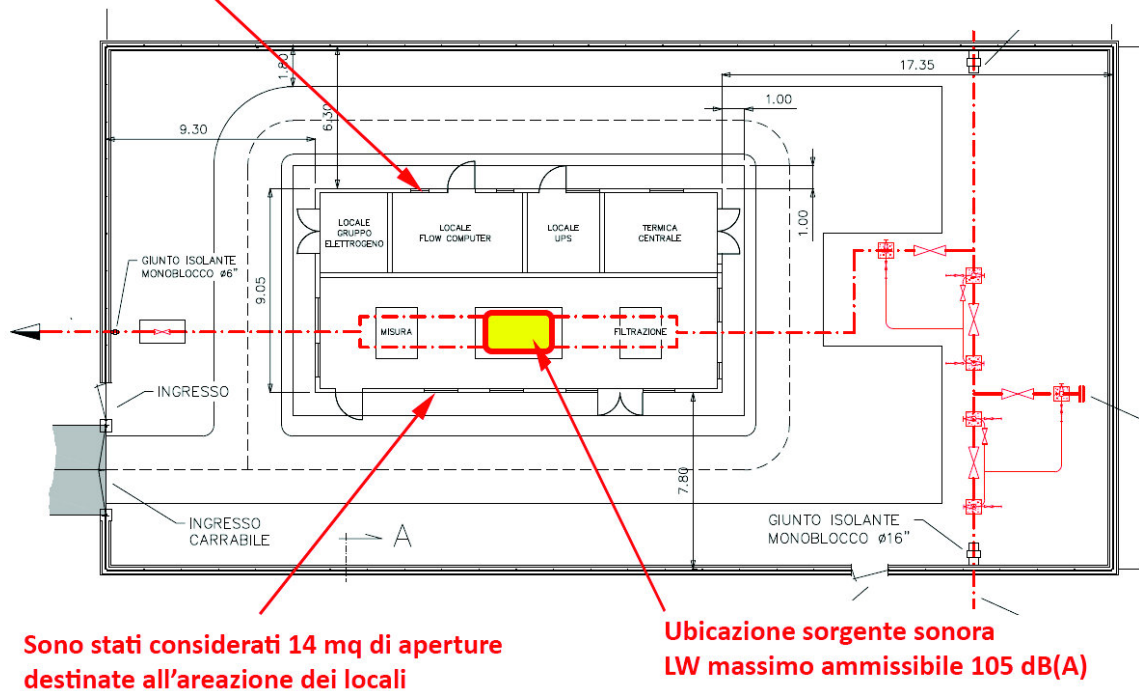 17.35
1.80
1.00
6.30
9.30
LOCALE
GRUPPO
ELETTROGENO
LOCALE
FLOW COMPUTER
LOCALE
UPS
TERMICA
CENTRALE
1.00
GIUNTO ISOLANTE
MONOBLOCCO ø6"
9.05
MISURA
FILTRAZIONE
INGRESSO
7.80
INGRESSO
CARRABILE
A
GIUNTO ISOLANTE
MONOBLOCCO ø16"
Sono stati considerati 14 mq di aperture
destinate all'areazione dei locali
Ubicazione sorgente sonora
LW massimo ammissibile 105 dB(A)